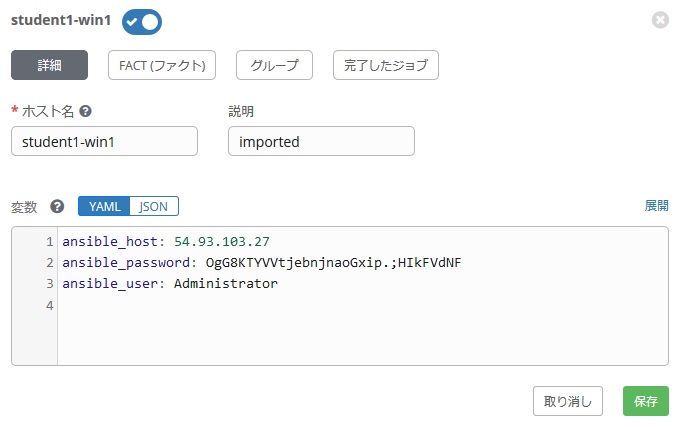 student1-win1
詳細 FACT (ファクト) グループ 完了したジョブ
* ホスト名 ? 説明
student1-win1 imported
変数 ? YAML JSON 展開
1 ansible_host: 54.93.103.27
2 ansible_password: OgG8KTYVVtjebnjnaoGxip.;HIkFVdNF
3 ansible_user: Administrator
4
取り消し 保存